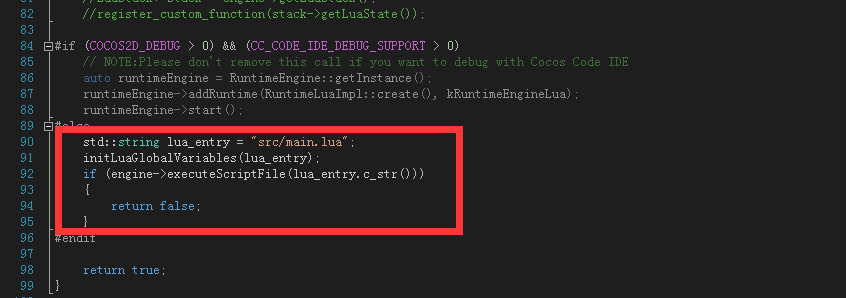 //register_custom_function(stack->getLuaState());
82
83
84 #if (COCOS2D_DEBUG > 0) && (CC_CODE_IDE_DEBUG_SUPPORT > 0)
85 // NOTE:Please don't remove this call if you want to debug with Cocos Code IDE
86 auto runtimeEngine = RuntimeEngine::getInstance();
87 runtimeEngine->addRuntime(RuntimeLuaImpl::create(), kRuntimeEngineLua);
88 runtimeEngine->start();
89 #else
90 std::string lua_entry = "src/main.lua";
91 initLuaGlobalVariables(lua_entry);
92 if (engine->executeScriptFile(lua_entry.c_str()))
93 {
94 return false;
95 }
96 #endif
97
98 return true;
99 }